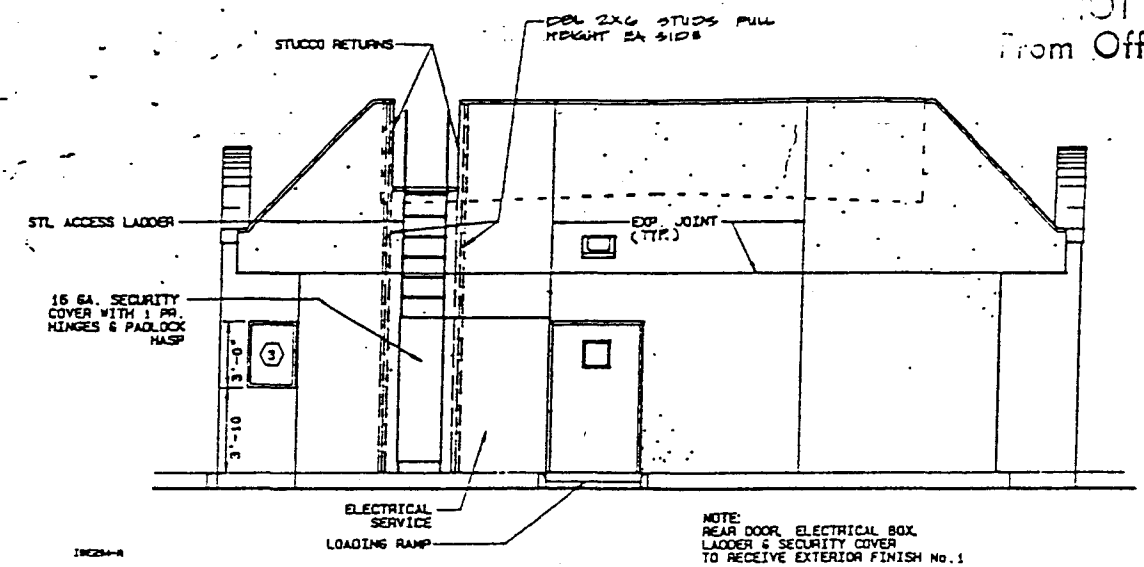 From Off
DBL 2X6 STUDS FULL
HEIGHT EA SIDE
STUCCO RETURNS
STL ACCESS LADDER
EXP. JOINT
(TYP.)
16 GA. SECURITY
COVER WITH 1 PR.
HINGES & PADLOCK
HASP
3
3'-0"
3'-10
ELECTRICAL
SERVICE
LOADING RAMP
NOTE:
REAR DOOR, ELECTRICAL BOX,
LADDER & SECURITY COVER
TO RECEIVE EXTERIOR FINISH No.1